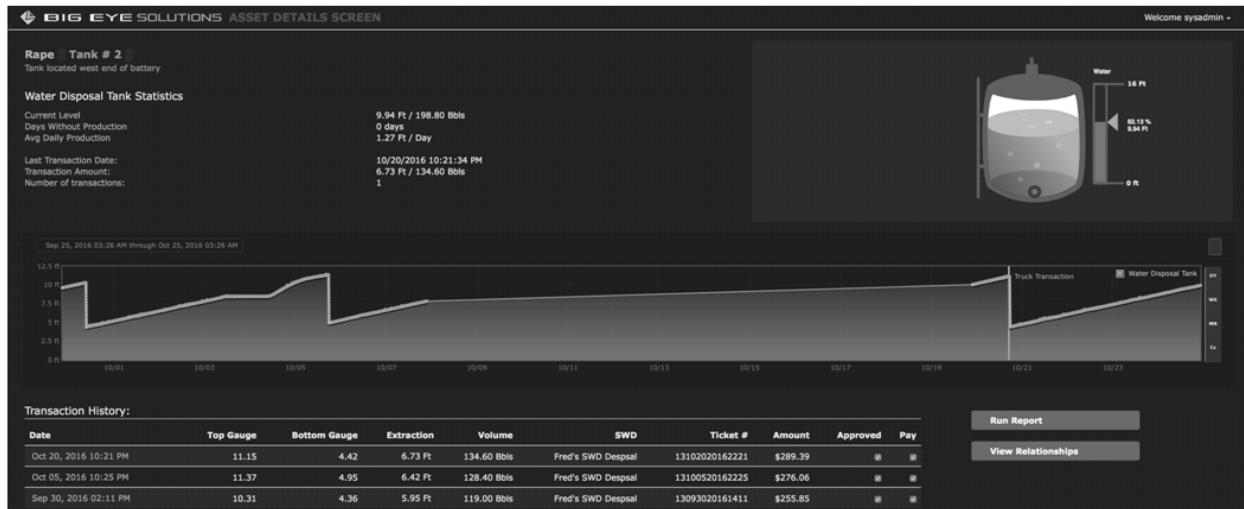 BIG EYE SOLUTIONS ASSET DETAILS SCREEN
Welcome sysadmin
Rape Tank # 2
Tank located west end of battery
Water Disposal Tank Statistics
Current Level 9.94 Ft / 198.80 Bbls
Days Without Production 0 days
Avg Daily Production 1.27 Ft / Day
Last Transaction Date: 10/20/2016 10:21:34 PM
Transaction Amount: 6.73 Ft / 134.60 Bbls
Number of transactions: 1
Water
16 Ft
62.13 %
9.94 Ft
0 ft
Sep 25, 2016 03:26 AM through Oct 25, 2016 03:26 AM
12.5 ft
10 ft
7.5 ft
5 ft
2.5 ft
0 ft
Truck Transaction
Water Disposal Tank
DY
WK
MN
Cs
10/01 10/03 10/05 10/07 10/09 10/11 10/13 10/15 10/17 10/19 10/21 10/23
Transaction History:
Date Top Gauge Bottom Gauge Extraction Volume SWD Ticket # Amount Approved Pay
Oct 20, 2016 10:21 PM 11.15 4.42 6.73 Ft 134.60 Bbls Fred's SWD Despsal 13102020162221 $289.39
Oct 05, 2016 10:25 PM 11.37 4.95 6.42 Ft 128.40 Bbls Fred's SWD Despsal 13100520162225 $276.06
Sep 30, 2016 02:11 PM 10.31 4.36 5.95 Ft 119.00 Bbls Fred's SWD Despsal 13093020161411 $255.85
Run Report
View Relationships